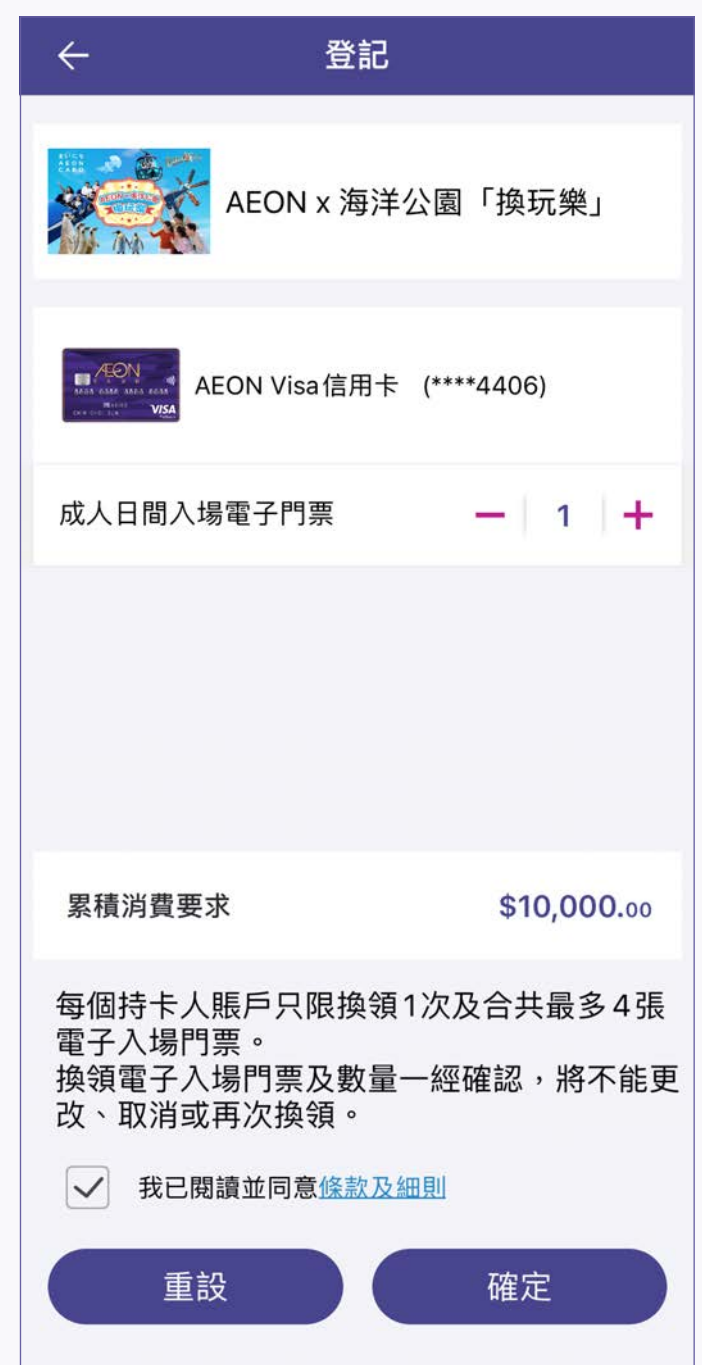 登記
AEON CARD
AEON x 海洋公園「換玩樂」
AEON
VISA
AEON Visa信用卡 (****4406)
成人日間入場電子門票
1
累積消費要求 $10,000.00
每個持卡人賬戶只限換領1次及合共最多4張
電子入場門票。
換領電子入場門票及數量一經確認，將不能更
改、取消或再次換領。
我已閱讀並同意條款及細則
重設 確定